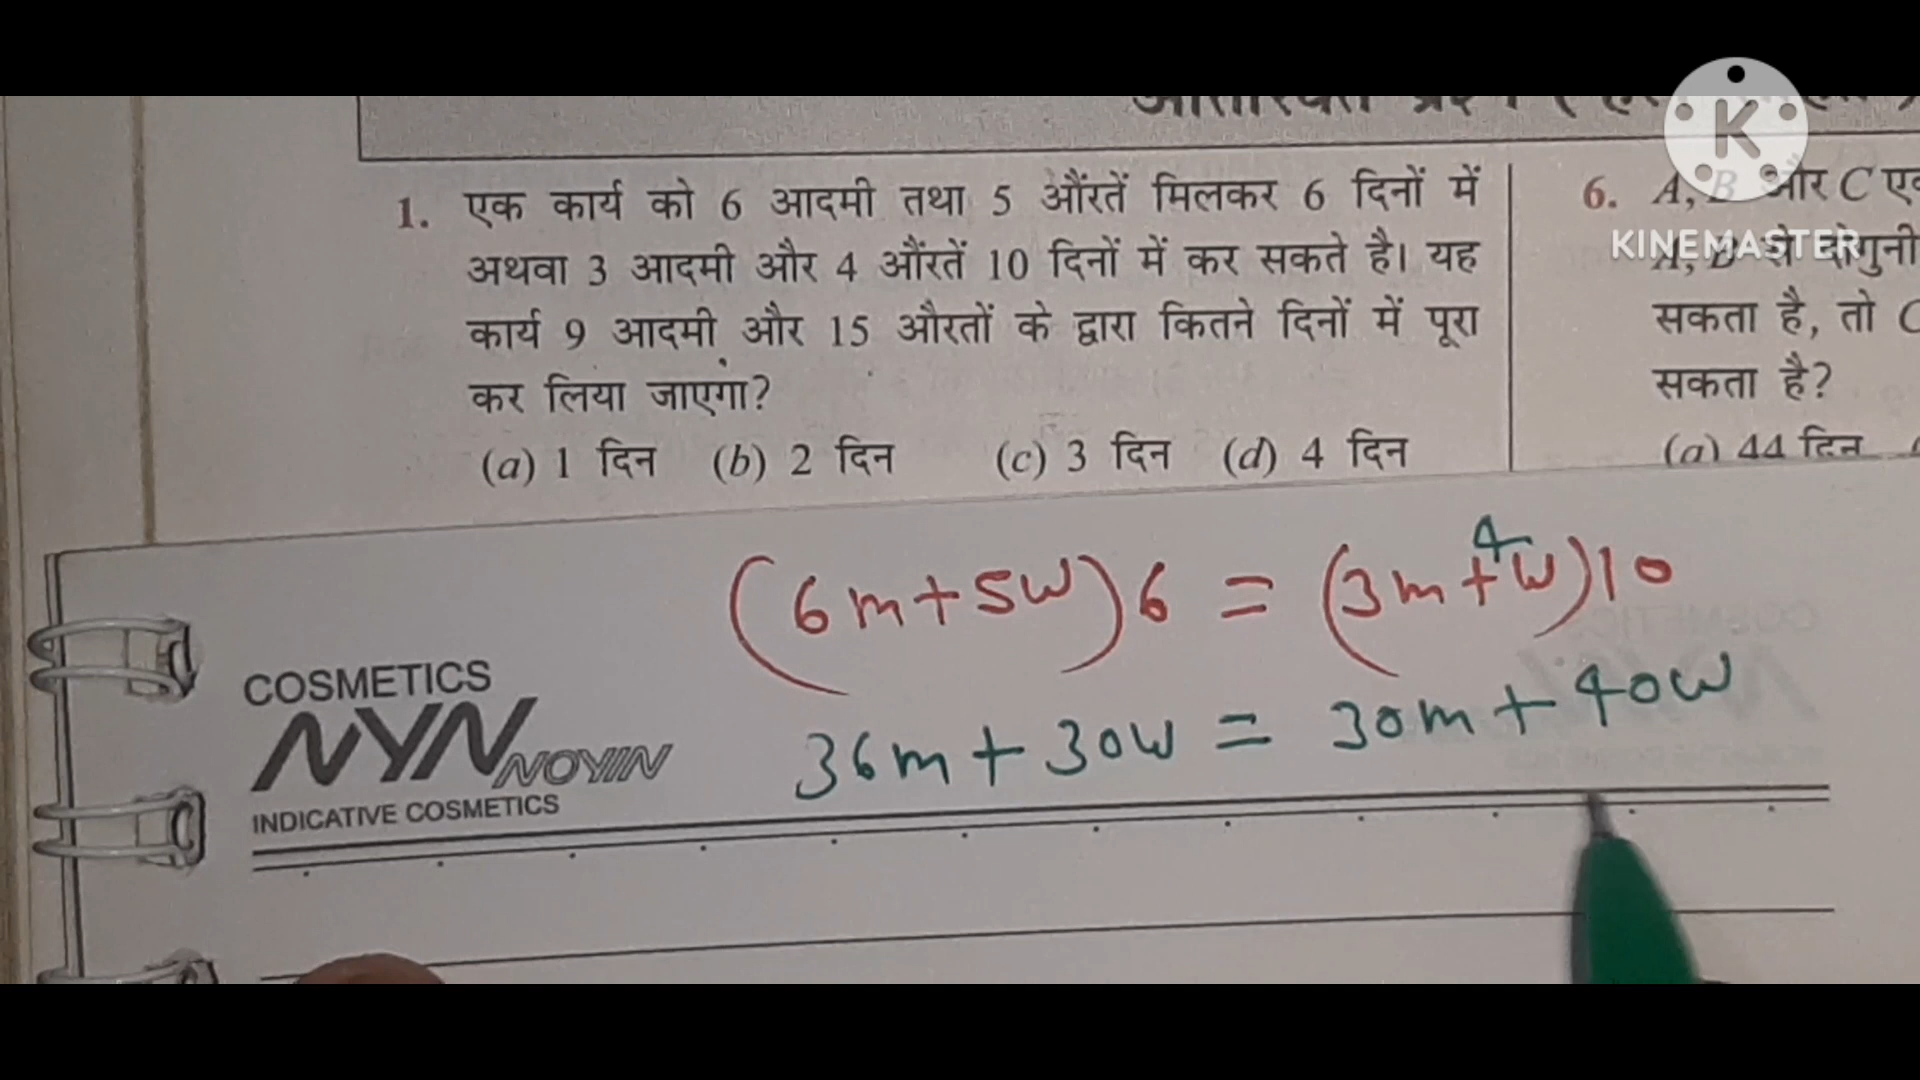 KINEMASTER
1. एक कार्य को 6 आदमी तथा 5 औंरतें मिलकर 6 दिनों में
अथवा 3 आदमी और 4 औंरतें 10 दिनों में कर सकते है। यह
कार्य 9 आदमी और 15 औरतों के द्वारा कितने दिनों में पूरा
कर लिया जाएगा?
(a) 1 दिन (b) 2 दिन (c) 3 दिन (d) 4 दिन
6. A, B और C
A, B से दोगुनी
सकता है, तो C
सकता है?
(a) 44 दिन
(6m+5W)6 = (3m+4W)10
36m+30W = 30m+40W
COSMETICS
NYN NOYIN
INDICATIVE COSMETICS